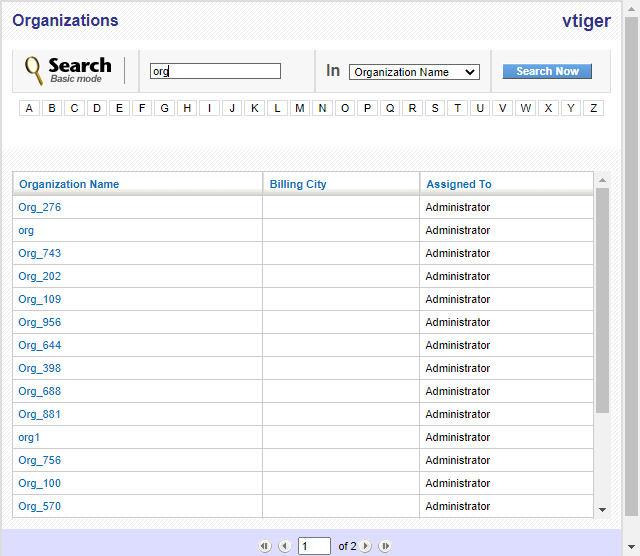 Organizations vtiger
Search Basic mode org In Organization Name Search Now
A B C D E F G H I J K L M N O P Q R S T U V W X Y Z
Organization Name Billing City Assigned To
Org_276 Administrator
org Administrator
Org_743 Administrator
Org_202 Administrator
Org_109 Administrator
Org_956 Administrator
Org_644 Administrator
Org_398 Administrator
Org_688 Administrator
Org_881 Administrator
org1 Administrator
Org_756 Administrator
Org_100 Administrator
Org_570 Administrator
1 of 2